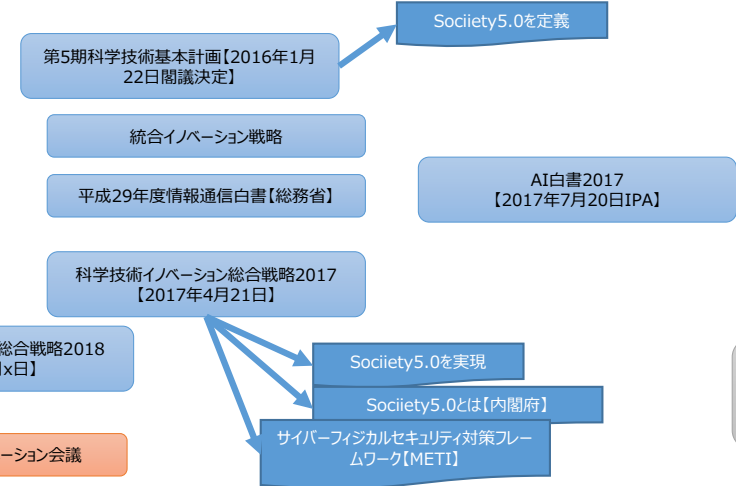 Sociiety5.0を定義
第5期科学技術基本計画【2016年1月
22日閣議決定】
統合イノベーション戦略
平成29年度情報通信白書【総務省】
AI白書2017
【2017年7月20日IPA】
科学技術イノベーション総合戦略2017
【2017年4月21日】
総合戦略2018
x日】
Sociiety5.0を実現
Sociiety5.0とは【内閣府】
サイバーフィジカルセキュリティ対策フレー
ムワーク【METI】
ーション会議